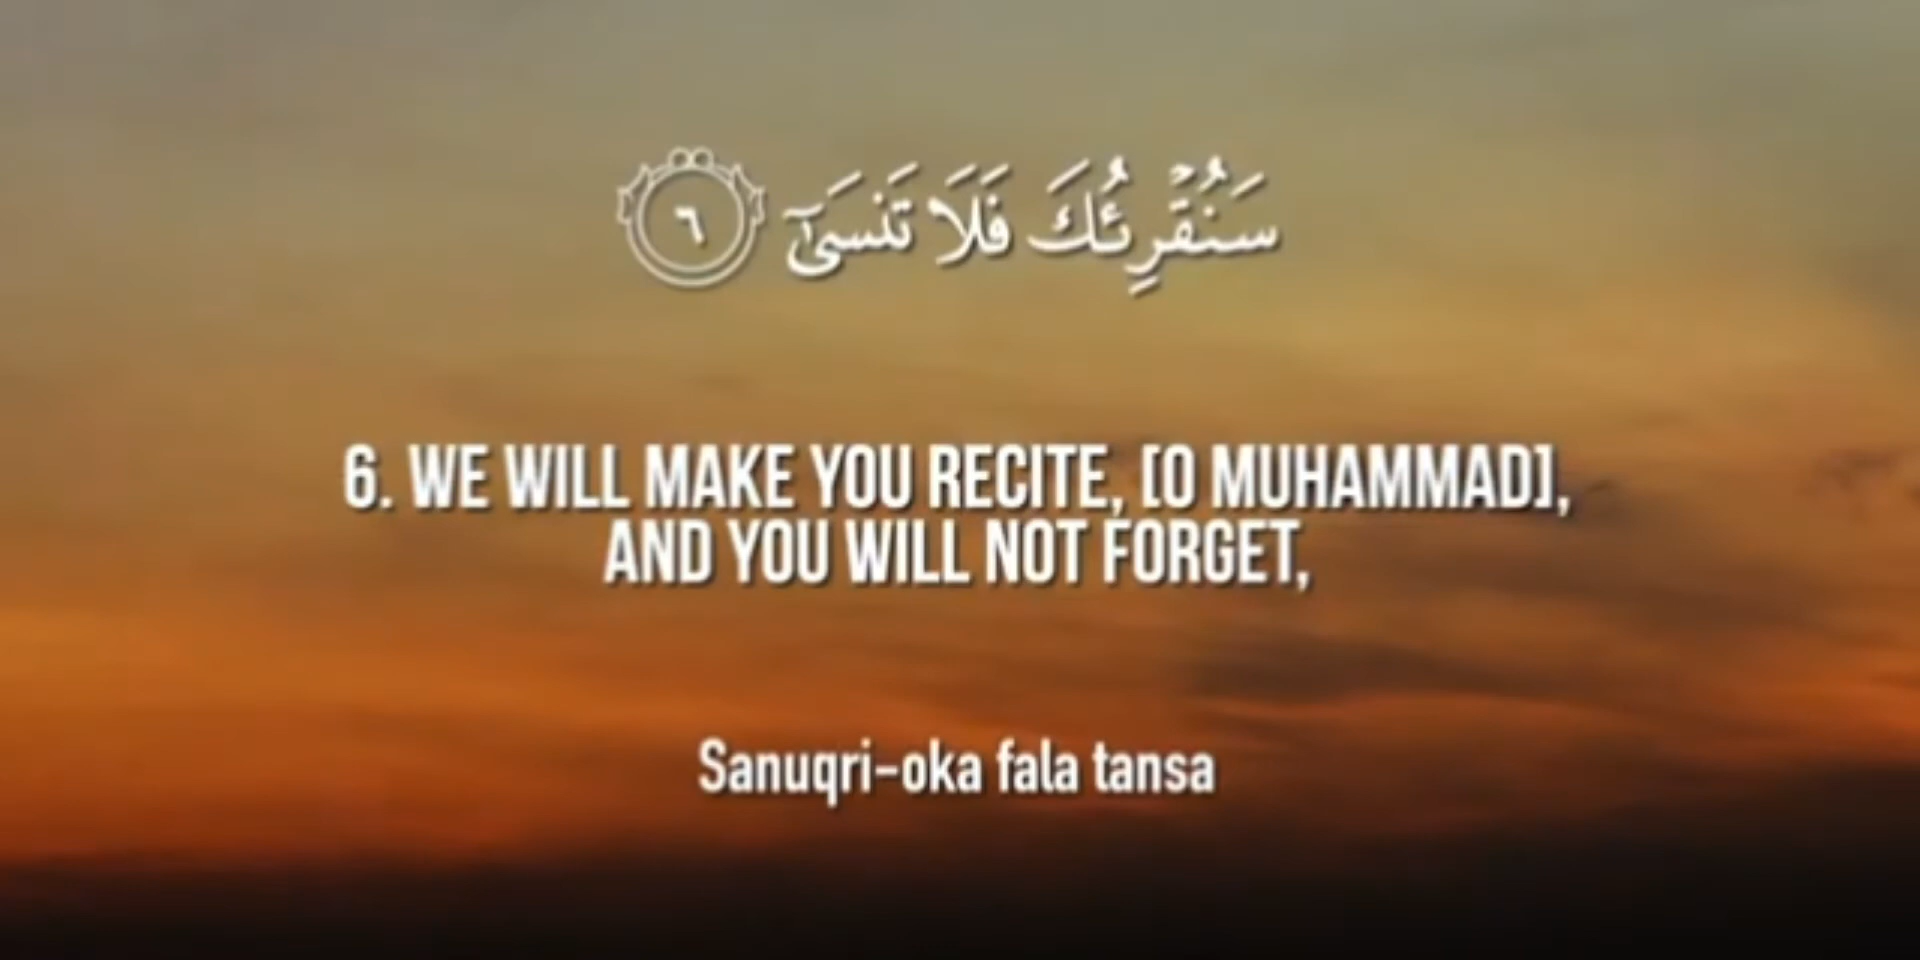 سَنُقْرِئُكَ فَلَا تَنسَىٰٓ ٦
6. WE WILL MAKE YOU RECITE, [O MUHAMMAD],
AND YOU WILL NOT FORGET,
Sanuqri-oka fala tansa